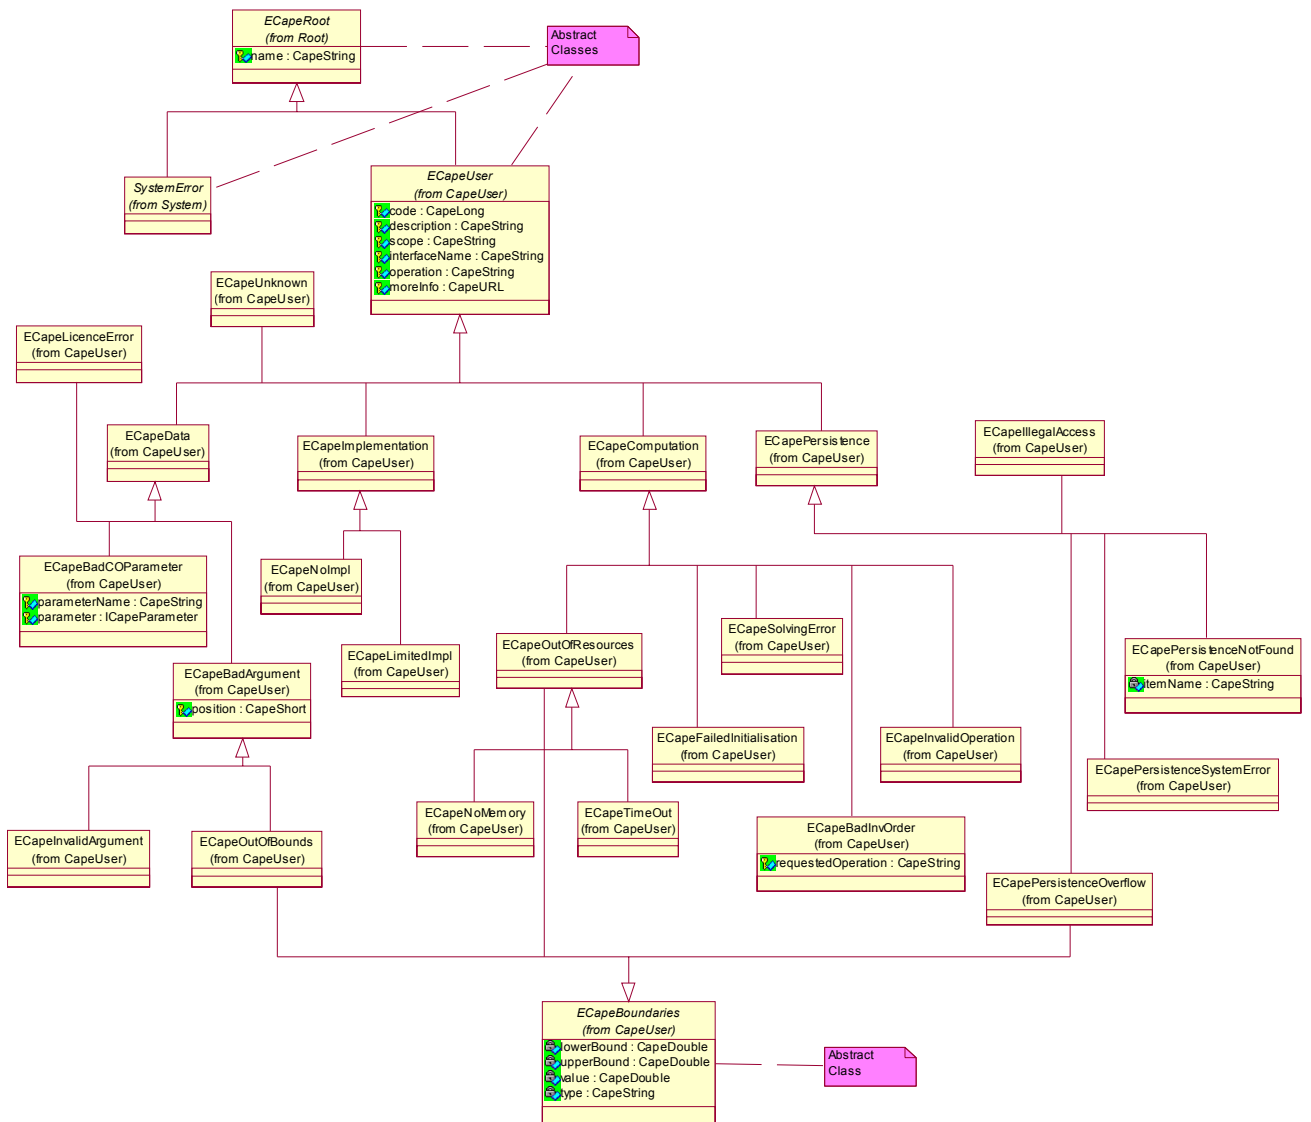 ECapeRoot
(from Root)
name : CapeString
Abstract
Classes
SystemError
(from System)
ECapeUser
(from CapeUser)
code : CapeLong
description : CapeString
scope : CapeString
interfaceName : CapeString
operation : CapeString
moreInfo : CapeURL
ECapeUnknown
(from CapeUser)
ECapeLicenceError
(from CapeUser)
ECapeData
(from CapeUser)
ECapeImplementation
(from CapeUser)
ECapeComputation
(from CapeUser)
ECapePersistence
(from CapeUser)
ECapeIllegalAccess
(from CapeUser)
ECapeBadCOParameter
(from CapeUser)
parameterName : CapeString
parameter : ICapeParameter
ECapeNoImpl
(from CapeUser)
ECapeLimitedImpl
(from CapeUser)
ECapeOutOfResources
(from CapeUser)
ECapeSolvingError
(from CapeUser)
ECapePersistenceNotFound
(from CapeUser)
itemName : CapeString
ECapeBadArgument
(from CapeUser)
position : CapeShort
ECapeFailedInitialisation
(from CapeUser)
ECapeInvalidOperation
(from CapeUser)
ECapePersistenceSystemError
(from CapeUser)
ECapeInvalidArgument
(from CapeUser)
ECapeOutOfBounds
(from CapeUser)
ECapeNoMemory
(from CapeUser)
ECapeTimeOut
(from CapeUser)
ECapeBadInvOrder
(from CapeUser)
requestedOperation : CapeString
ECapePersistenceOverflow
(from CapeUser)
ECapeBoundaries
(from CapeUser)
lowerBound : CapeDouble
upperBound : CapeDouble
value : CapeDouble
type : CapeString
Abstract
Class